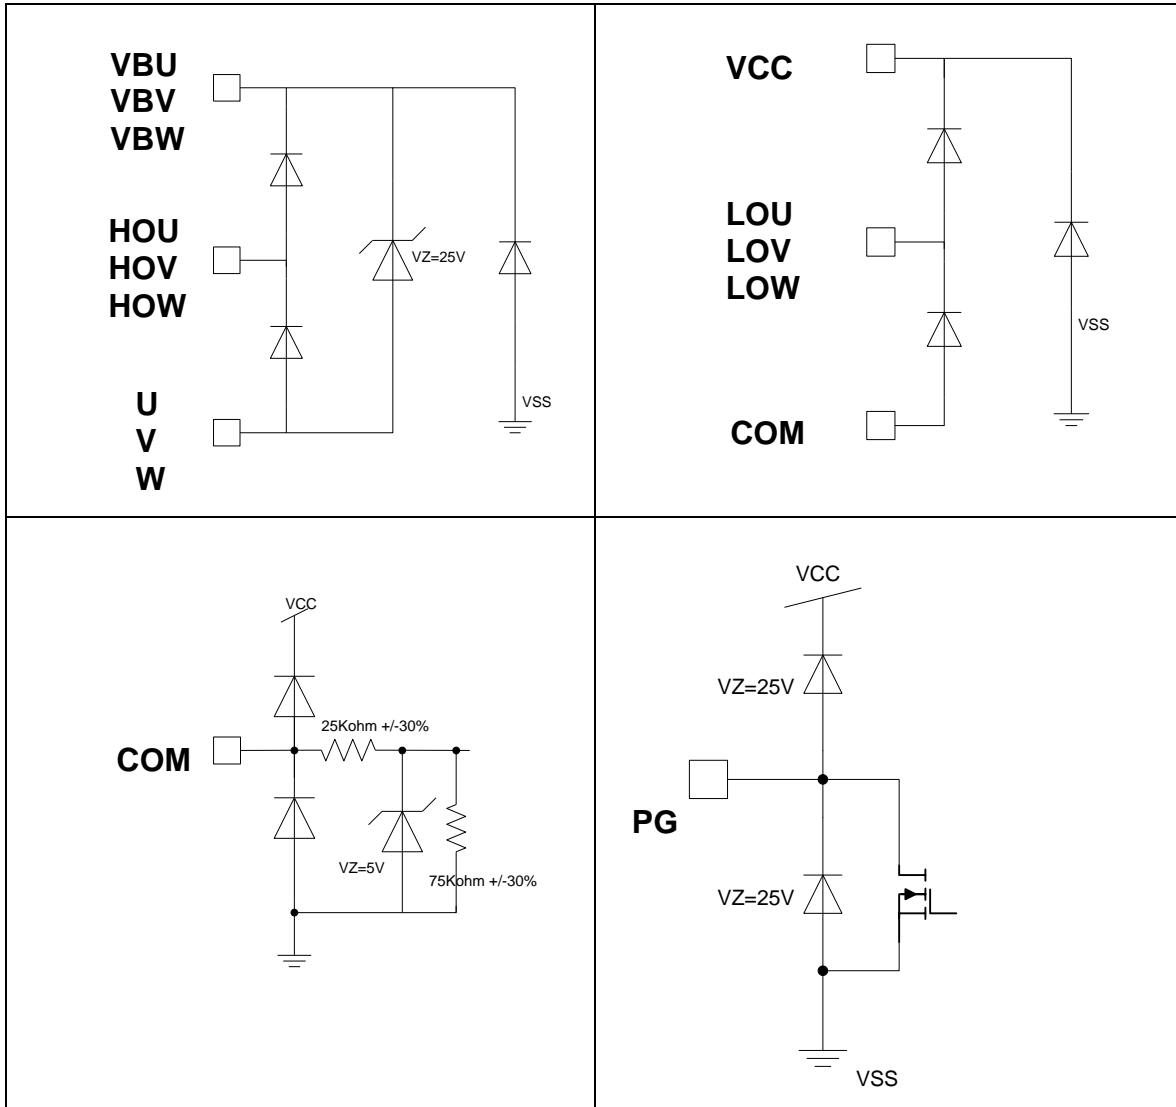 VBU
VBV
VBW
HOU
HOV
HOW
VZ=25V
U
V
W
VSS
VCC
LOU
LOV
LOW
VSS
COM
VCC
25Kohm +/-30%
COM
VZ=5V
75Kohm +/-30%
VCC
VZ=25V
PG
VZ=25V
VSS